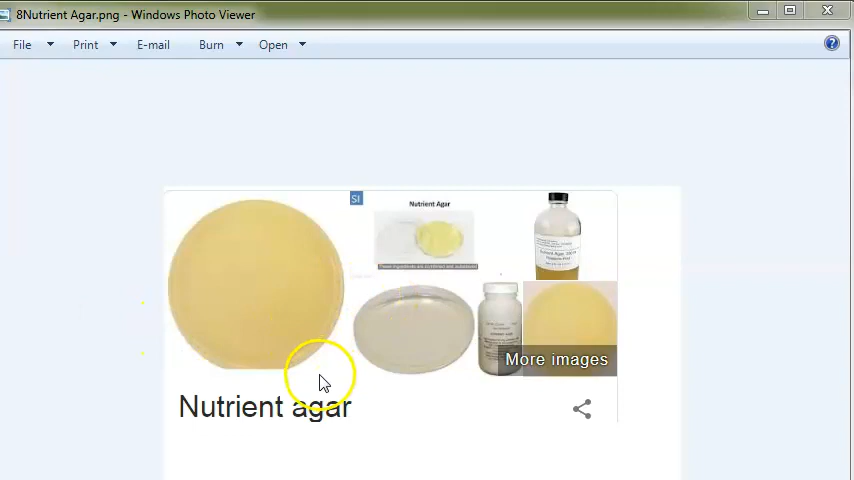 8Nutrient Agar.png - Windows Photo Viewer
File Print E-mail Burn Open
SI
Nutrient Agar
More images
Nutrient agar